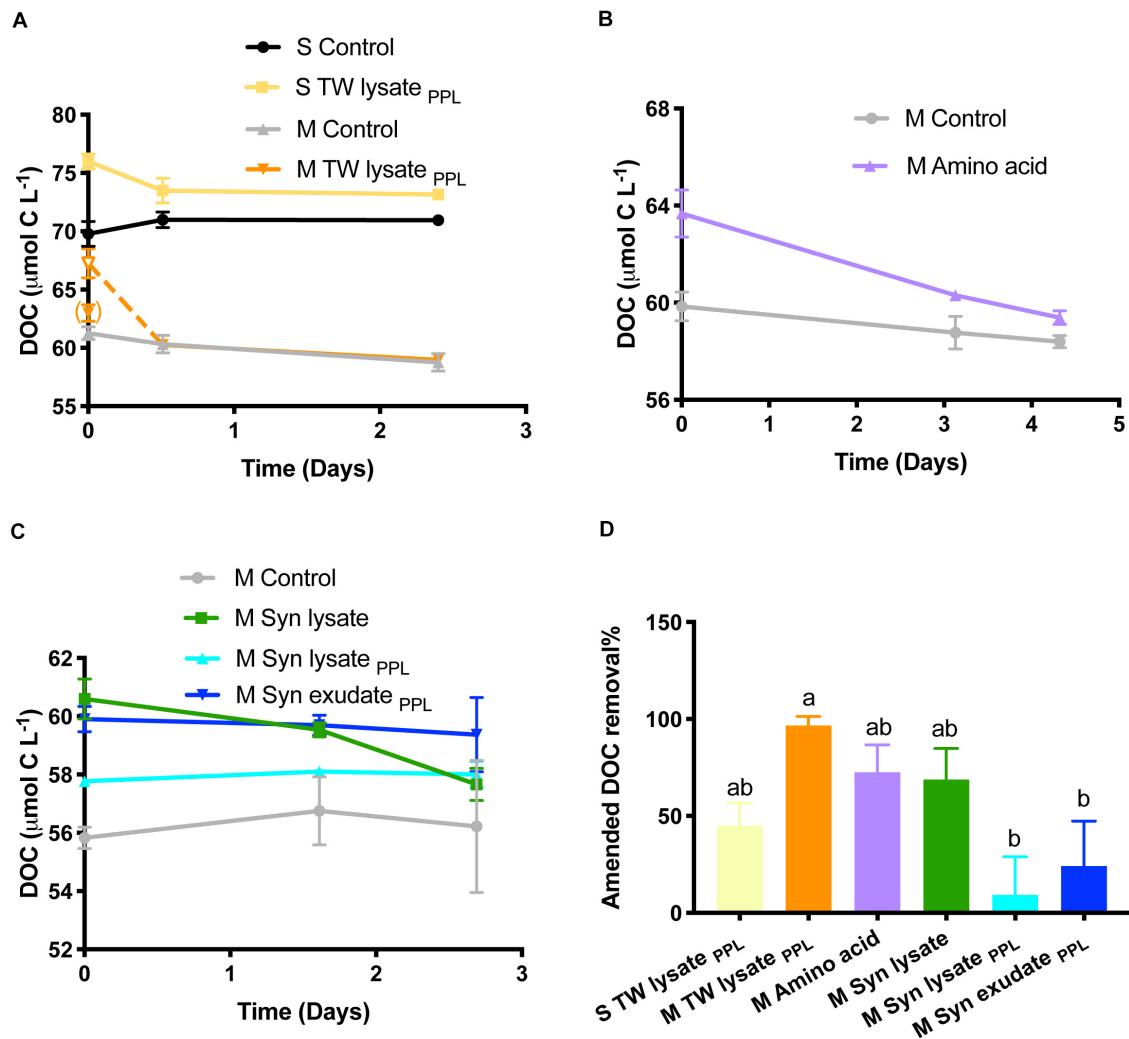 A
S Control
S TW lysate PPL
M Control
M TW lysate PPL
DOC (μmol C L-1)
80
75
70
65
60
55
( )
0 1 2 3
Time (Days)
B
M Control
M Amino acid
DOC (μmol C L-1)
68
64
60
56
0 1 2 3 4 5
Time (Days)
C
M Control
M Syn lysate
M Syn lysate PPL
M Syn exudate PPL
DOC (μmol C L-1)
62
60
58
56
54
52
0 1 2 3
Time (Days)
D
Amended DOC removal%
150
100
50
0
ab a ab ab b b
S TW lysate PPL
M TW lysate PPL
M Amino acid
M Syn lysate
M Syn lysate PPL
M Syn exudate PPL